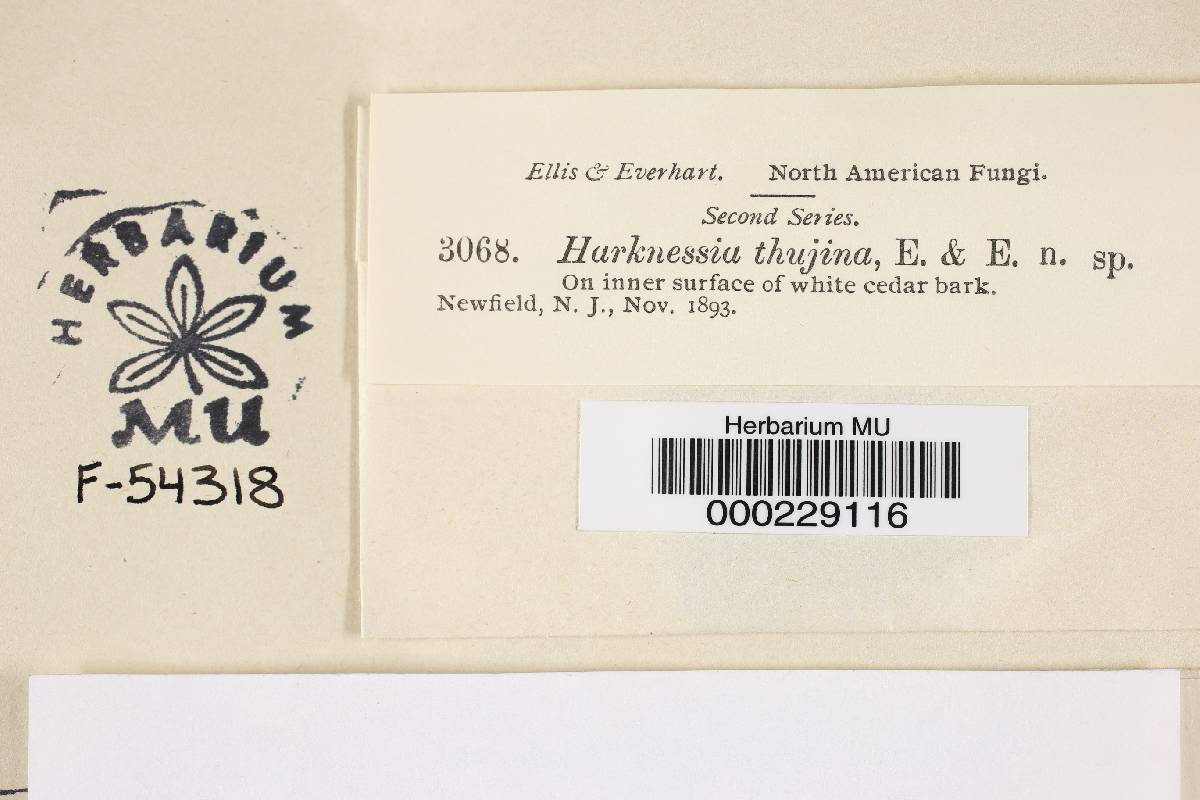 Ellis & Everhart. North American Fungi.
Second Series.
3068. Harknessia thujina, E. & E. n. sp.
On inner surface of white cedar bark.
Newfield, N. J., Nov. 1893.
HERBARIUM
MU
F-54318
Herbarium MU
000229116